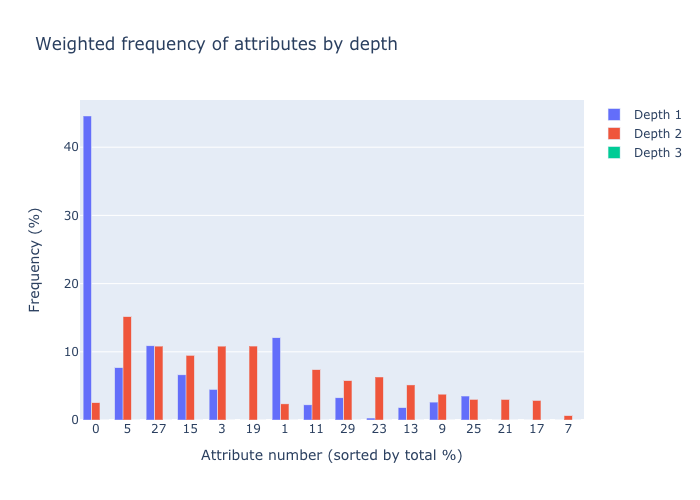 Weighted frequency of attributes by depth
Depth 1
Depth 2
Depth 3
40
30
20
10
0
Frequency (%)
0 5 27 15 3 19 1 11 29 23 13 9 25 21 17 7
Attribute number (sorted by total %)